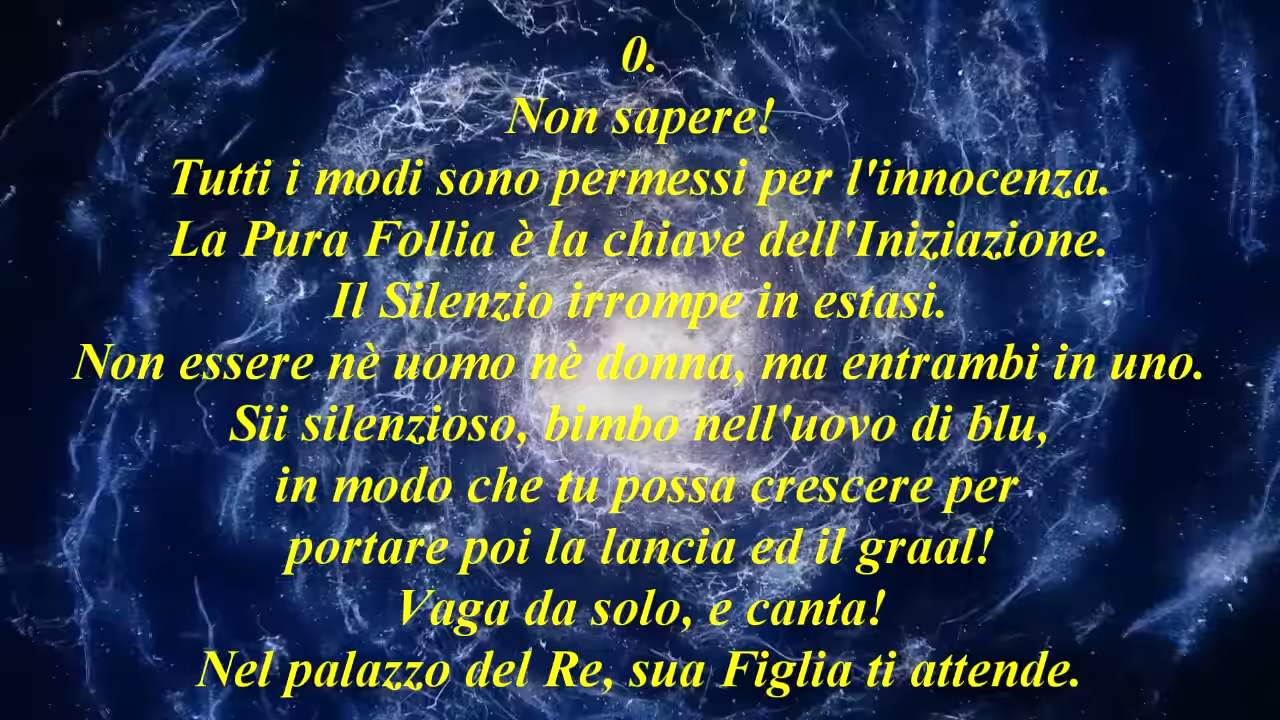 0.
Non sapere!
Tutti i modi sono permessi per l'innocenza.
La Pura Follia è la chiave dell'Iniziazione.
Il Silenzio irrompe in estasi.
Non essere nè uomo nè donna, ma entrambi in uno.
Sii silenzioso, bimbo nell'uovo di blu,
in modo che tu possa crescere per
portare poi la lancia ed il graal!
Vaga da solo, e canta!
Nel palazzo del Re, sua Figlia ti attende.